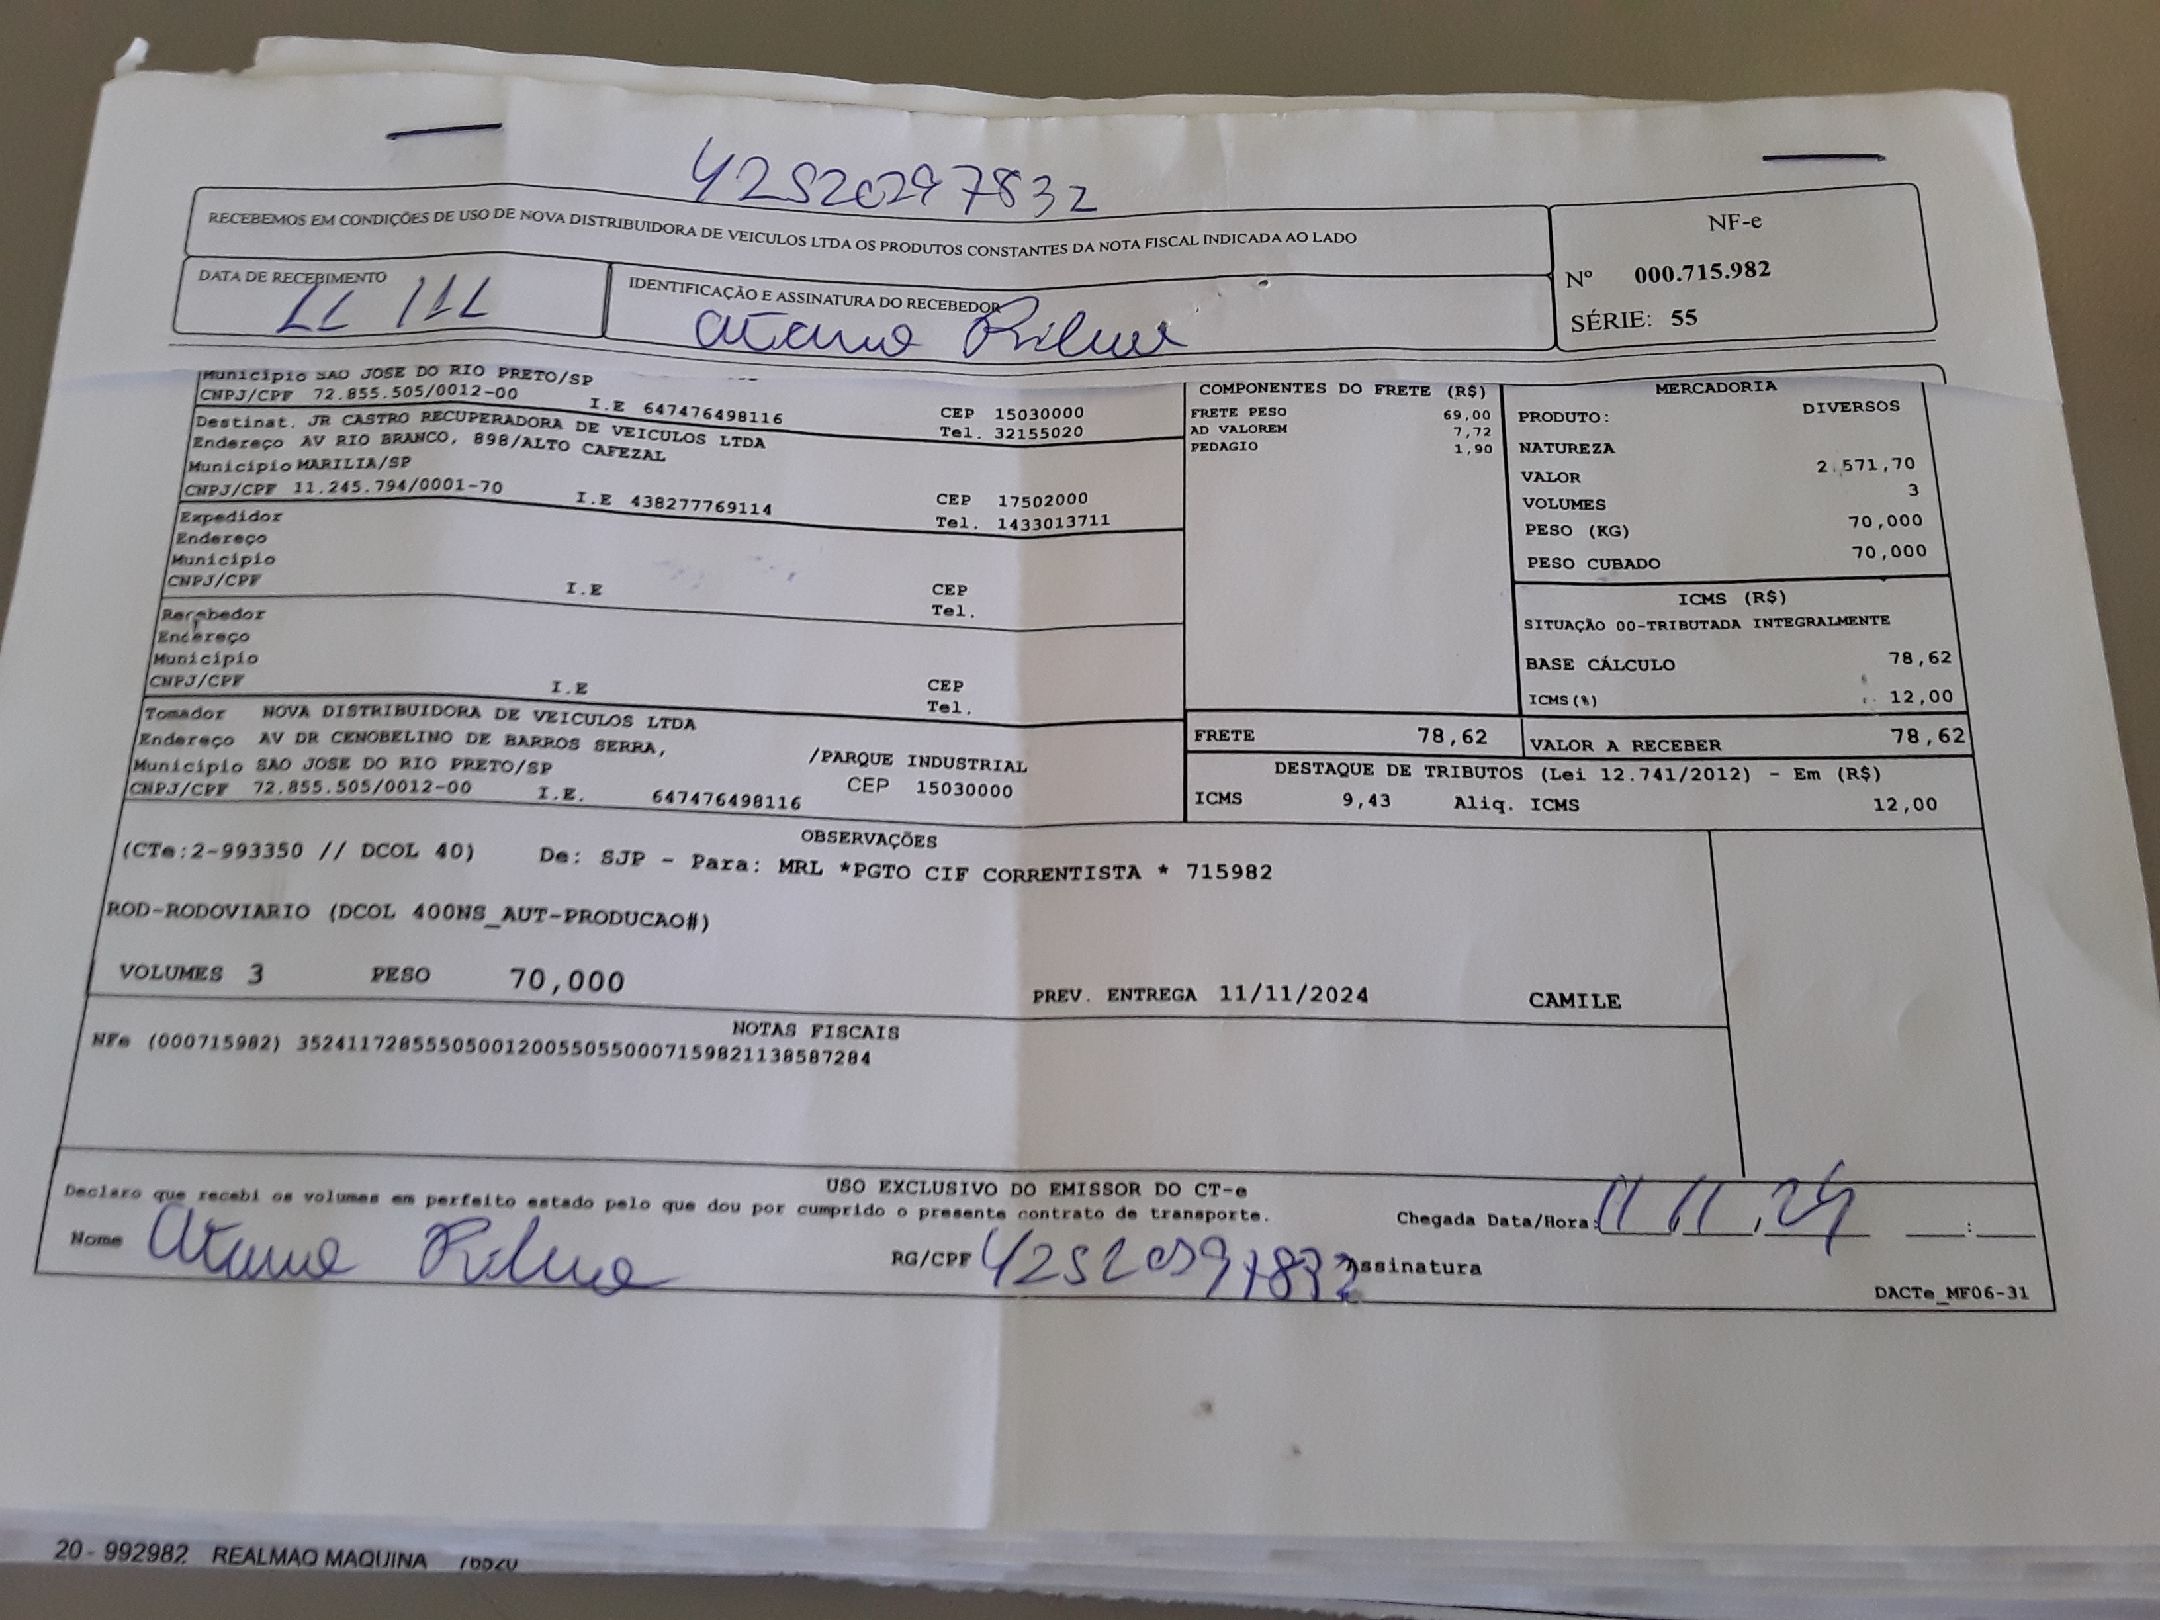 42520297832
RECEBEMOS EM CONDIÇÕES DE USO DE NOVA DISTRIBUIDORA DE VEICULOS LTDA OS PRODUTOS CONSTANTES DA NOTA FISCAL INDICADA AO LADO
NF-e
Nº 000.715.982
SÉRIE: 55
DATA DE RECEBIMENTO
11 111
IDENTIFICAÇÃO E ASSINATURA DO RECEBEDOR
Município SAO JOSE DO RIO PRETO/SP
CNPJ/CPF 72.855.505/0012-00 I.E 647476498116 CEP 15030000
Tel. 32155020
Destinat. JR CASTRO RECUPERADORA DE VEICULOS LTDA
Endereço AV RIO BRANCO, 898/ALTO CAFEZAL
Município MARILIA/SP
CNPJ/CPF 11.245.794/0001-70 I.E 438277769114 CEP 17502000
Tel. 1433013711
Expedidor
Endereço
Município
CNPJ/CPF I.E CEP
Tel.
Recebedor
Endereço
Município
CNPJ/CPF I.E CEP
Tel.
Tomador NOVA DISTRIBUIDORA DE VEICULOS LTDA
Endereço AV DR CENOBELINO DE BARROS SERRA, /PARQUE INDUSTRIAL
Município SAO JOSE DO RIO PRETO/SP CEP 15030000
CNPJ/CPF 72.855.505/0012-00 I.E. 647476498116
COMPONENTES DO FRETE (R$)
FRETE PESO 69,00
AD VALOREM 7,72
PEDAGIO 1,90
MERCADORIA
PRODUTO: DIVERSOS
NATUREZA
VALOR 2.571,70
VOLUMES 3
PESO (KG) 70,000
PESO CUBADO 70,000
ICMS (R$)
SITUAÇÃO 00-TRIBUTADA INTEGRALMENTE
BASE CÁLCULO 78,62
ICMS(%) 12,00
FRETE 78,62
VALOR A RECEBER 78,62
DESTAQUE DE TRIBUTOS (Lei 12.741/2012) - Em (R$)
ICMS 9,43 Aliq. ICMS 12,00
OBSERVAÇÕES
(CTe:2-993350 // DCOL 40) De: SJP - Para: MRL *PGTO CIF CORRENTISTA * 715982
ROD-RODOVIARIO (DCOL 400NS_AUT-PRODUCAO#)
VOLUMES 3 PESO 70,000
PREV. ENTREGA 11/11/2024 CAMILE
NOTAS FISCAIS
NFe (000715982) 35241172855505001200550550007159821138587284
USO EXCLUSIVO DO EMISSOR DO CT-e
Declaro que recebi os volumes em perfeito estado pelo que dou por cumprido o presente contrato de transporte.
Chegada Data/Hora: 11 11 24 :
Nome
RG/CPF Assinatura
DACTe_MF06-31
20 - 992982 REALMAQ MAQUINA